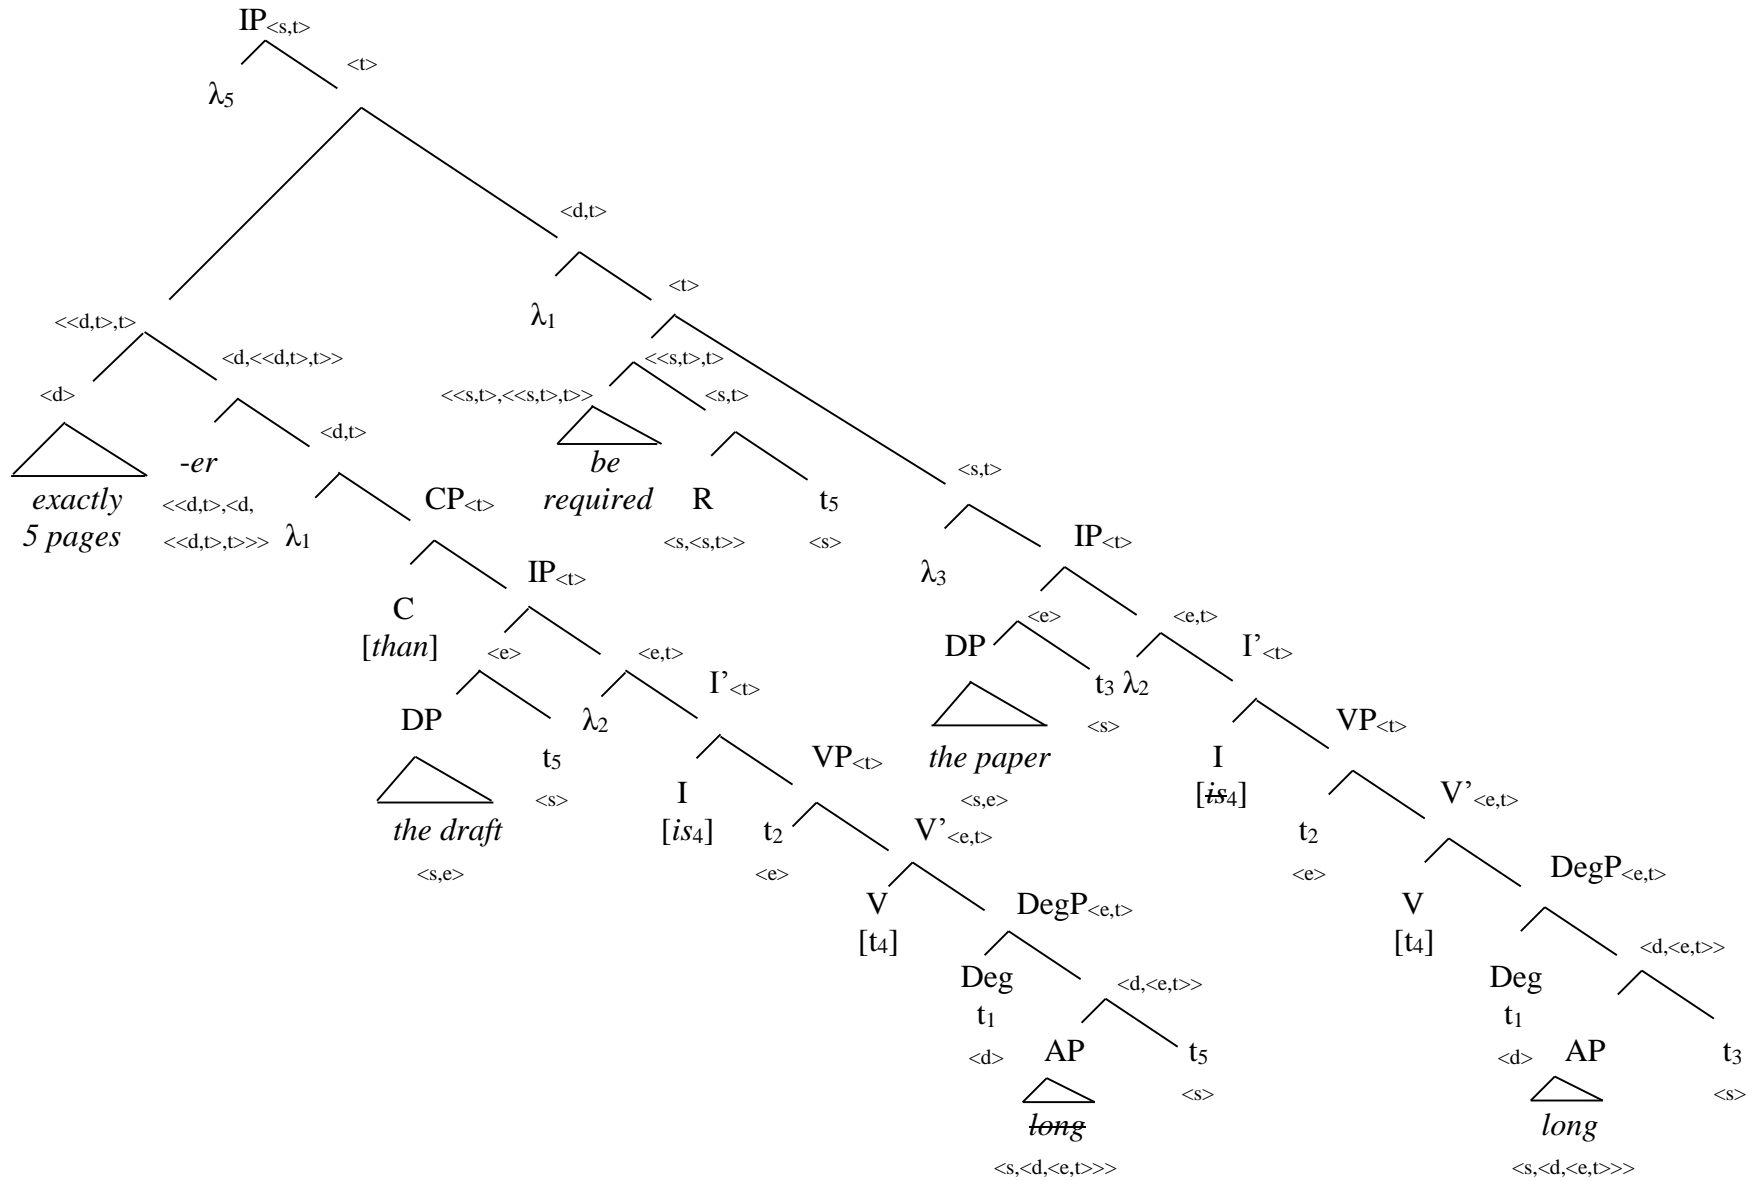 IP<s,t>
<t>
λ5
<d,t>
<t>
λ1
<<d,t>,t>
<d,<<d,t>,t>> <<s,t>,t>
<d> <<s,t>,<<s,t>,t>> <s,t>
<d,t>
-er be <s,t>
exactly CP<t> required R t5
<<d,t>,<d,
5 pages <<d,t>,t>>> λ1 <s,<s,t>> <s> IP<t>
IP<t> λ3
C <e> <e,t>
[than] DP I'<t>
<e> <e,t>
I'<t> t3 λ2
DP λ2 <s> VP<t>
t5 VP<t> the paper I
<s> I <s,e> [is4] V'<e,t>
the draft [is4] t2 V'<e,t> t2
<s,e> <e> <e> DegP<e,t>
V DegP<e,t> V
[t4] [t4] <d,<e,t>>
Deg <d,<e,t>> Deg
t1 t1
<d> AP t5 <d> AP t3
<s> <s>
long long
<s,<d,<e,t>>> <s,<d,<e,t>>>